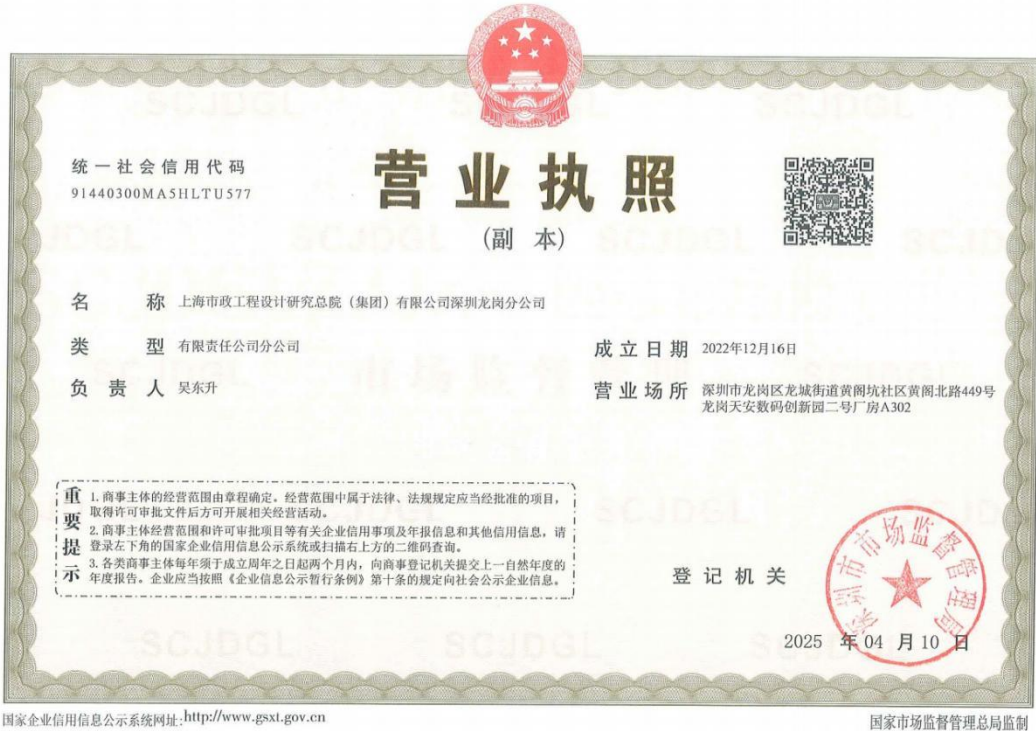 统一社会信用代码
91440300MA5HLTU577
营业执照
(副 本)
名 称 上海市政工程设计研究总院（集团）有限公司深圳龙岗分公司
类 型 有限责任公司分公司
成立日期 2022年12月16日
负责人 吴东升
营业场所 深圳市龙岗区龙城街道黄阁坑社区黄阁北路449号
龙岗天安数码创新园二号厂房A302
重要提示
1. 商事主体的经营范围由章程确定。经营范围中属于法律、法规规定应当经批准的项目，
取得许可审批文件后方可开展相关经营活动。
2. 商事主体经营范围和许可审批项目等有关企业信用事项及年报信息和其他信用信息，请
登录左下角的国家企业信用信息公示系统或扫描右上方的二维码查询。
3. 各类商事主体每年须于成立周年之日起两个月内，向商事登记机关提交上一自然年度的
年度报告。企业应当按照《企业信息公示暂行条例》第十条的规定向社会公示企业信息。
登记机关
深圳市市场监督管理局
2025 年 04 月 10 日
国家企业信用信息公示系统网址:http://www.gsxt.gov.cn
国家市场监督管理总局监制
SCJDGL
市场监督管理